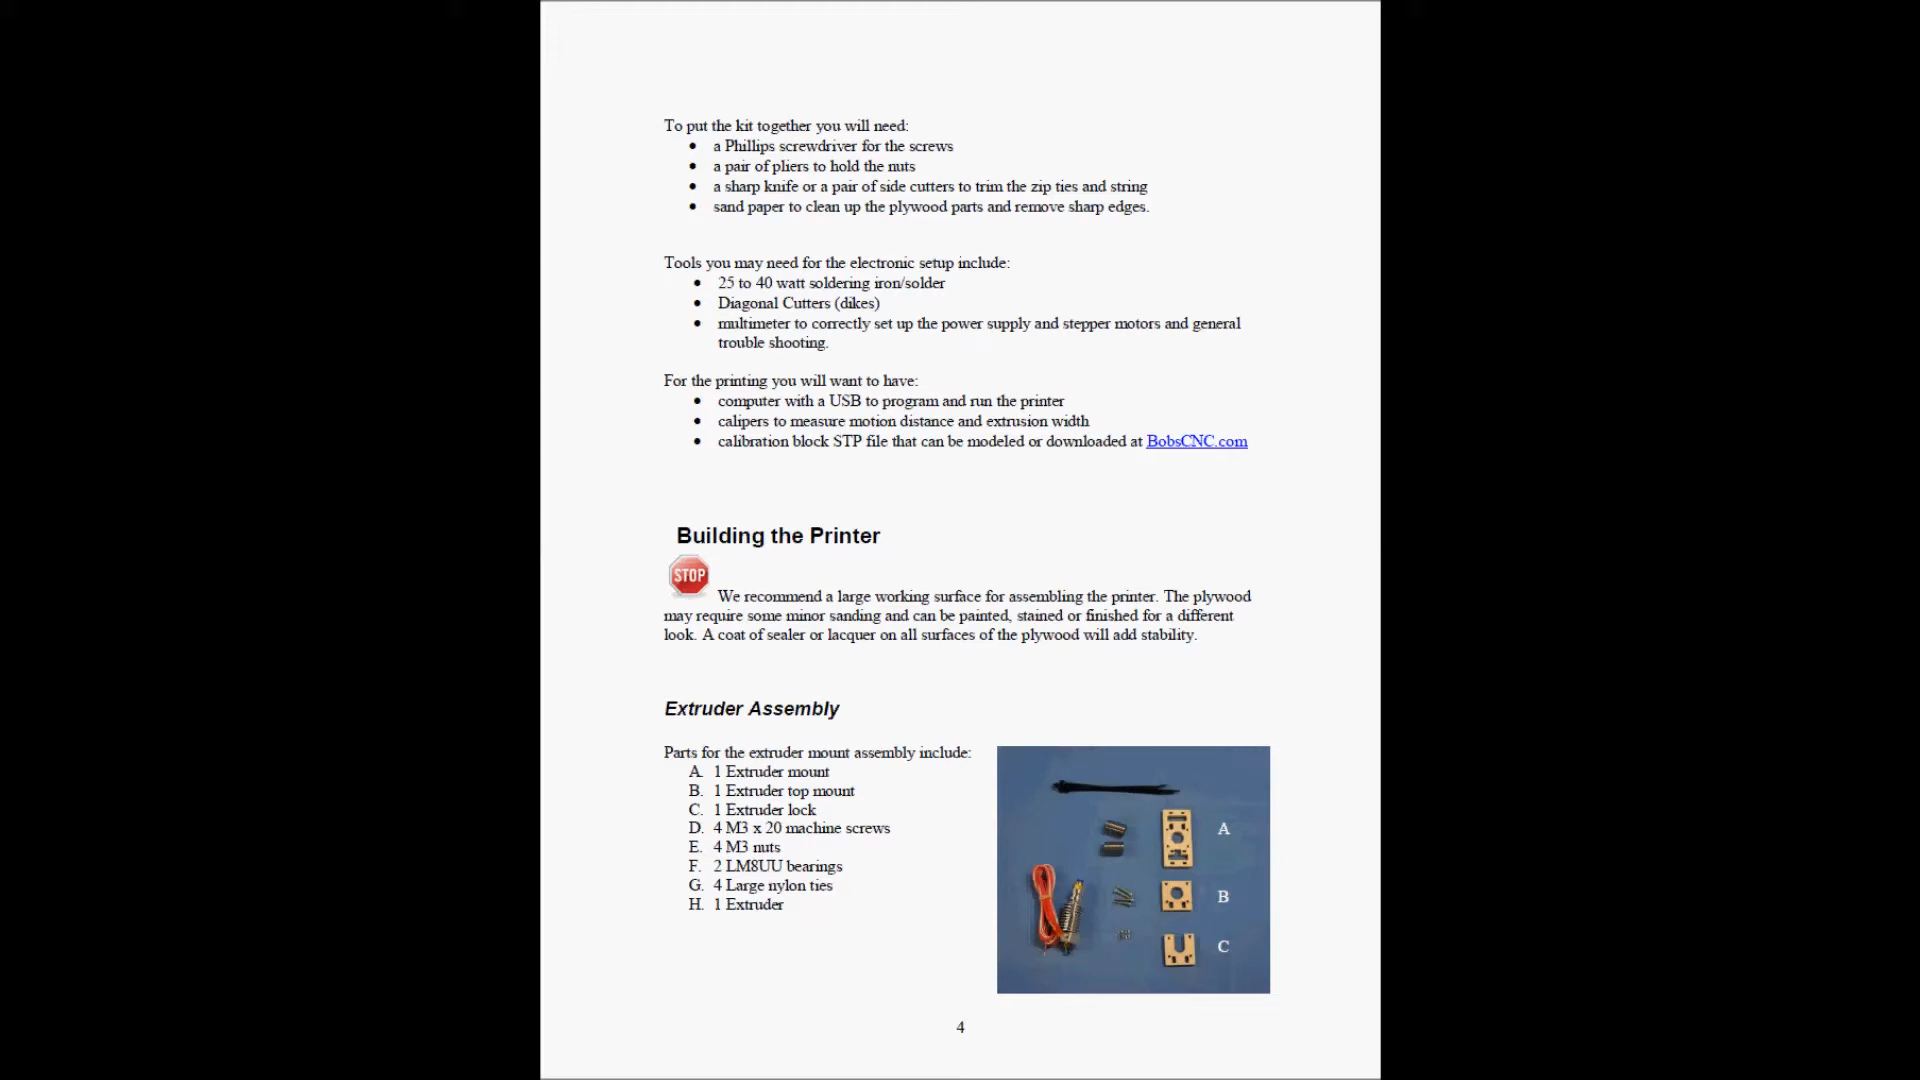 To put the kit together you will need:
• a Phillips screwdriver for the screws
• a pair of pliers to hold the nuts
• a sharp knife or a pair of side cutters to trim the zip ties and string
• sand paper to clean up the plywood parts and remove sharp edges.
Tools you may need for the electronic setup include:
• 25 to 40 watt soldering iron/solder
• Diagonal Cutters (dikes)
• multimeter to correctly set up the power supply and stepper motors and general
trouble shooting.
For the printing you will want to have:
• computer with a USB to program and run the printer
• calipers to measure motion distance and extrusion width
• calibration block STP file that can be modeled or downloaded at BobsCNC.com
Building the Printer
STOP
We recommend a large working surface for assembling the printer. The plywood
may require some minor sanding and can be painted, stained or finished for a different
look. A coat of sealer or lacquer on all surfaces of the plywood will add stability.
Extruder Assembly
Parts for the extruder mount assembly include:
A. 1 Extruder mount
B. 1 Extruder top mount
C. 1 Extruder lock
D. 4 M3 x 20 machine screws
E. 4 M3 nuts
F. 2 LM8UU bearings
G. 4 Large nylon ties
H. 1 Extruder
A
B
C
4